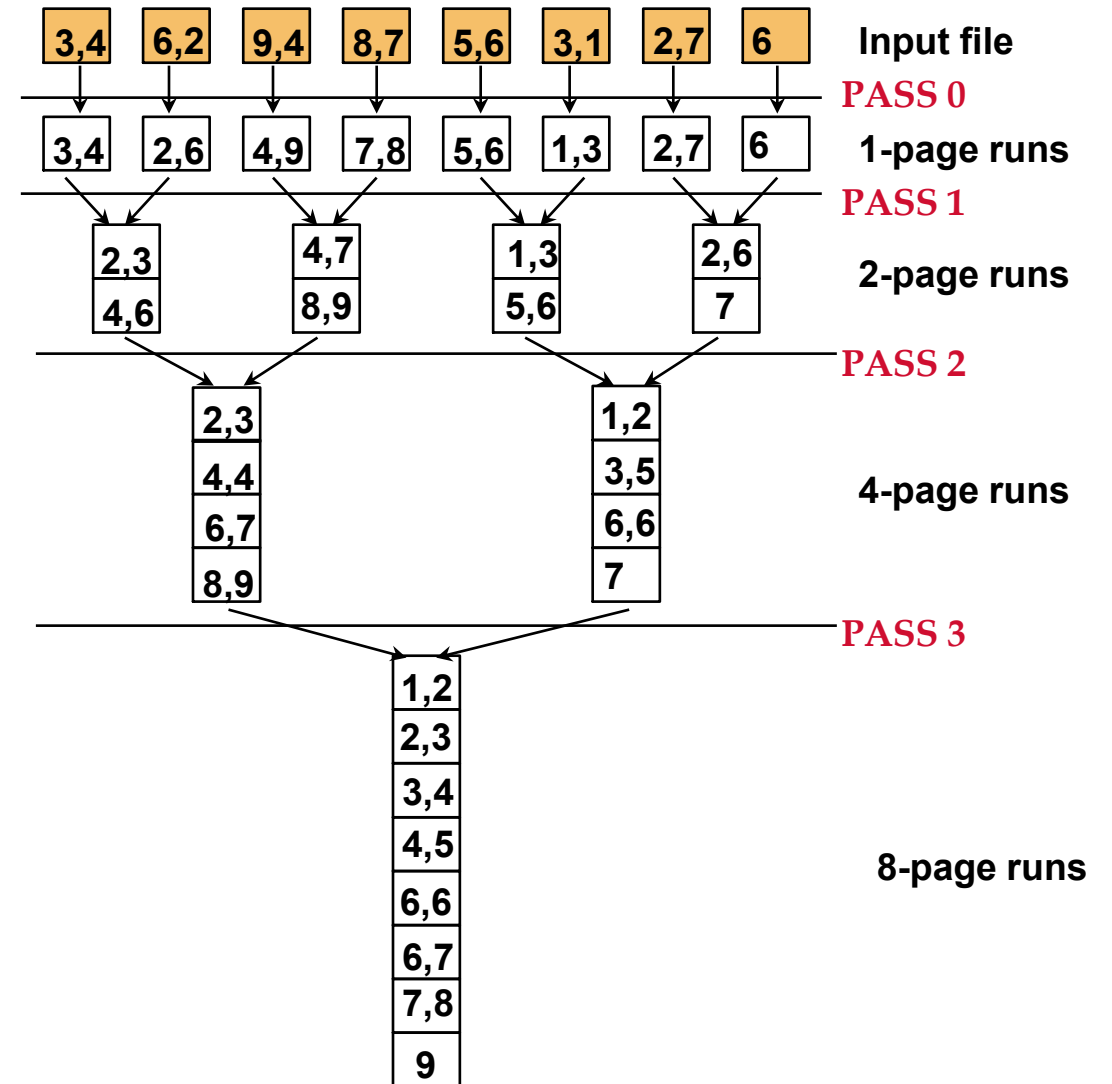 3,4 6,2 9,4 8,7 5,6 3,1 2,7 6 Input file
PASS 0
3,4 2,6 4,9 7,8 5,6 1,3 2,7 6 1-page runs
PASS 1
2,3 4,7 1,3 2,6
2-page runs
4,6 8,9 5,6 7
PASS 2
2,3 1,2
4,4 3,5
4-page runs
6,7 6,6
8,9 7
PASS 3
1,2
2,3
3,4
4,5
8-page runs
6,6
6,7
7,8
9